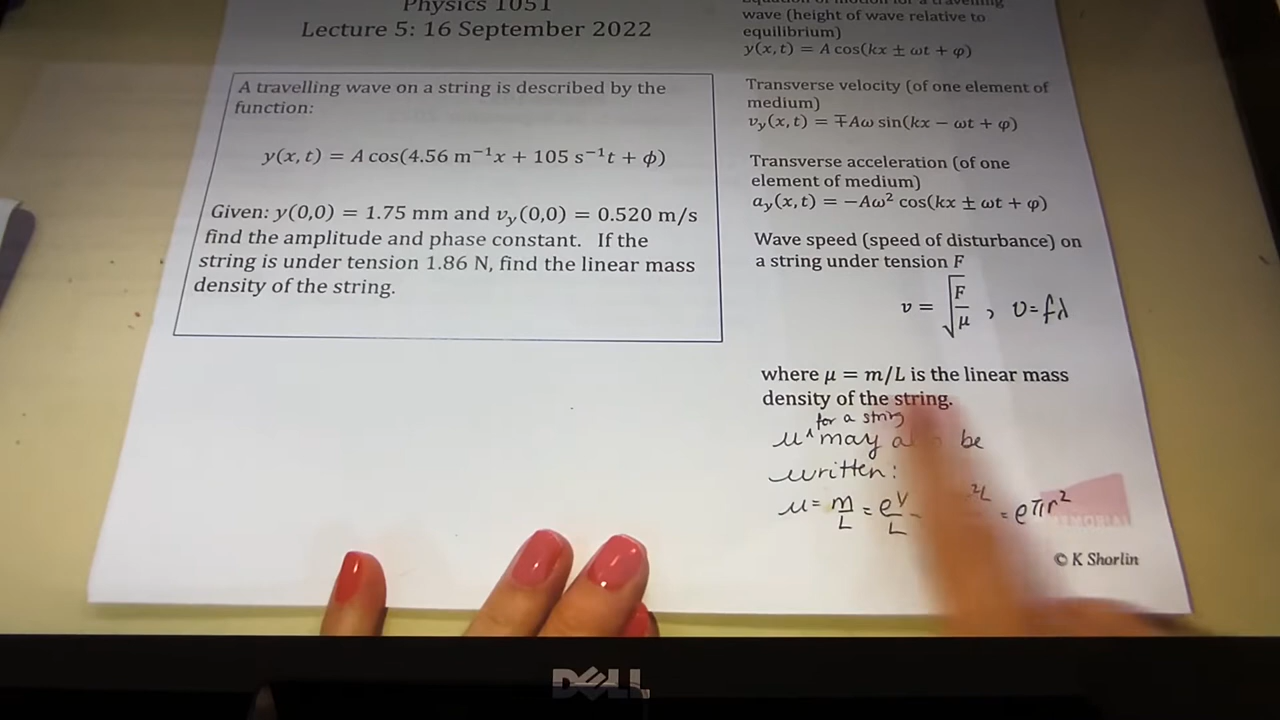 Physics 1051
Lecture 5: 16 September 2022
A travelling wave on a string is described by the
function:
y(x, t) = A cos(4.56 m⁻¹x + 105 s⁻¹t + ϕ)
Given: y(0,0) = 1.75 mm and vᵧ(0,0) = 0.520 m/s
find the amplitude and phase constant. If the
string is under tension 1.86 N, find the linear mass
density of the string.
wave (height of wave relative to
equilibrium)
y(x, t) = A cos(kx ± ωt + φ)
Transverse velocity (of one element of
medium)
vᵧ(x, t) = ∓Aω sin(kx − ωt + φ)
Transverse acceleration (of one
element of medium)
aᵧ(x, t) = −Aω² cos(kx ± ωt + φ)
Wave speed (speed of disturbance) on
a string under tension F
v = √(F/μ) , v = fλ
where μ = m/L is the linear mass
density of the string.
for a string
μ ^ may be
written:
μ = m/L = ρV/L = ²L = ρπr²
© K Shorlin
DELL